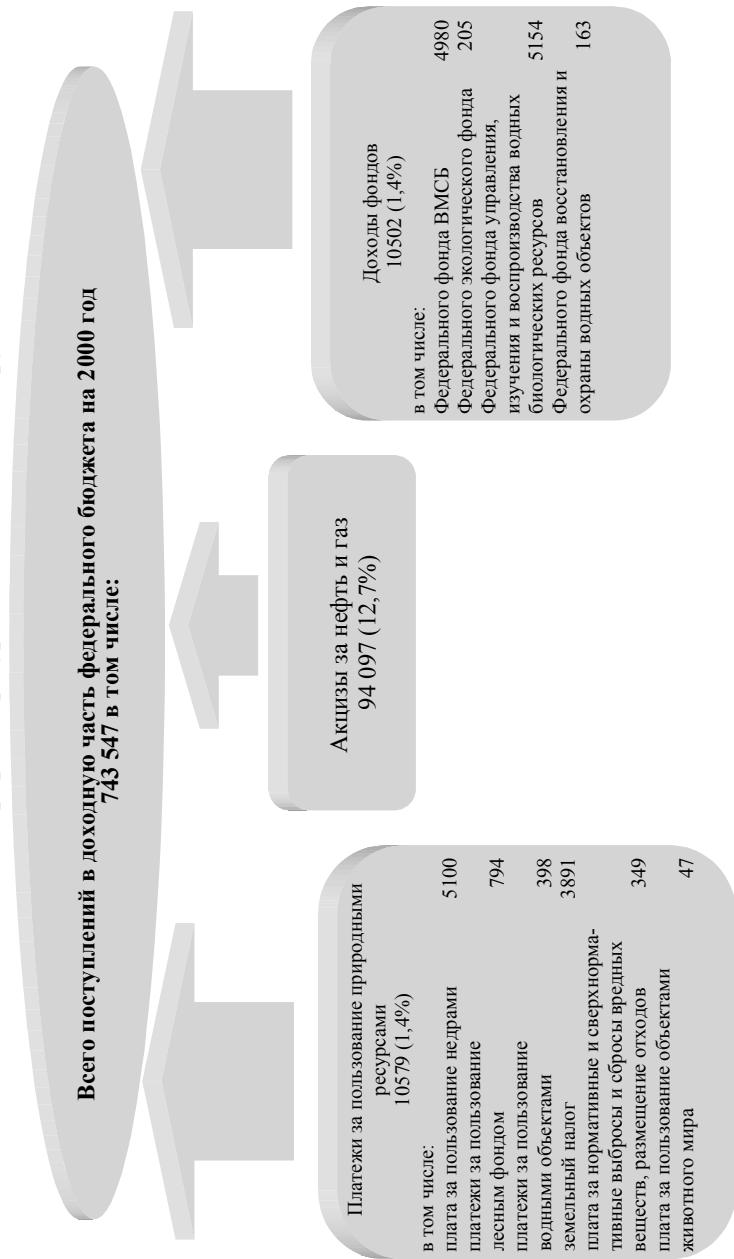 Всего поступлений в доходную часть федерального бюджета на 2000 год
743 547 в том числе:
Платежи за пользование природными
ресурсами
10579 (1,4%)
в том числе:
плата за пользование недрами 5100
платежи за пользование
лесным фондом 794
платежи за пользование
водными объектами 398
земельный налог 3891
плата за нормативные и сверхнорма-
тивные выбросы и сбросы вредных
веществ, размещение отходов 349
плата за пользование объектами
животного мира 47
Акцизы за нефть и газ
94 097 (12,7%)
Доходы фондов
10502 (1,4%)
в том числе:
Федерального фонда ВМСБ 4980
Федерального экологического фонда 205
Федерального фонда управления,
изучения и воспроизводства водных
биологических ресурсов 5154
Федерального фонда восстановления и
охраны водных объектов 163